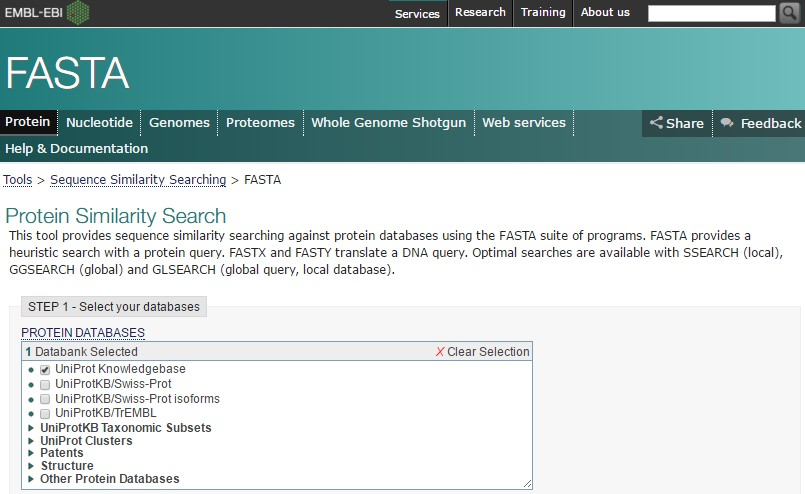 EMBL-EBI
Services
Research
Training
About us
FASTA
Protein
Nucleotide
Genomes
Proteomes
Whole Genome Shotgun
Web services
Share
Feedback
Help & Documentation
Tools > Sequence Similarity Searching > FASTA
Protein Similarity Search
This tool provides sequence similarity searching against protein databases using the FASTA suite of programs. FASTA provides a
heuristic search with a protein query. FASTX and FASTY translate a DNA query. Optimal searches are available with SSEARCH (local),
GGSEARCH (global) and GLSEARCH (global query, local database).
STEP 1 - Select your databases
PROTEIN DATABASES
1 Databank Selected
X Clear Selection
UniProt Knowledgebase
UniProtKB/Swiss-Prot
UniProtKB/Swiss-Prot isoforms
UniProtKB/TrEMBL
UniProtKB Taxonomic Subsets
UniProt Clusters
Patents
Structure
Other Protein Databases